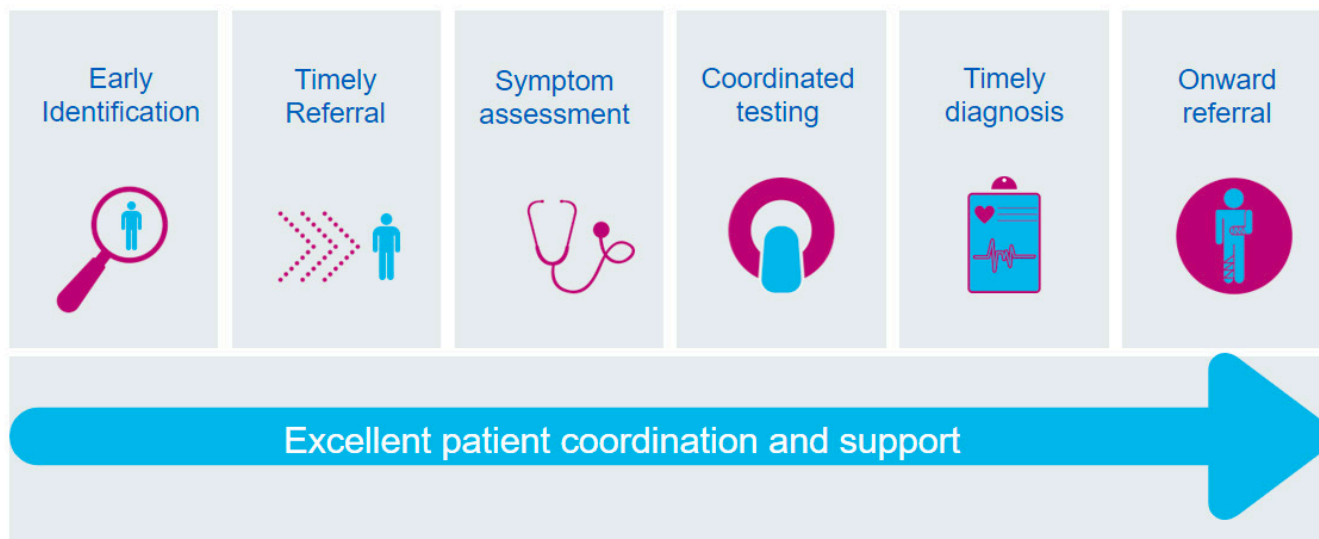 Early
Identification
Timely
Referral
Symptom
assessment
Coordinated
testing
Timely
diagnosis
Onward
referral
Excellent patient coordination and support